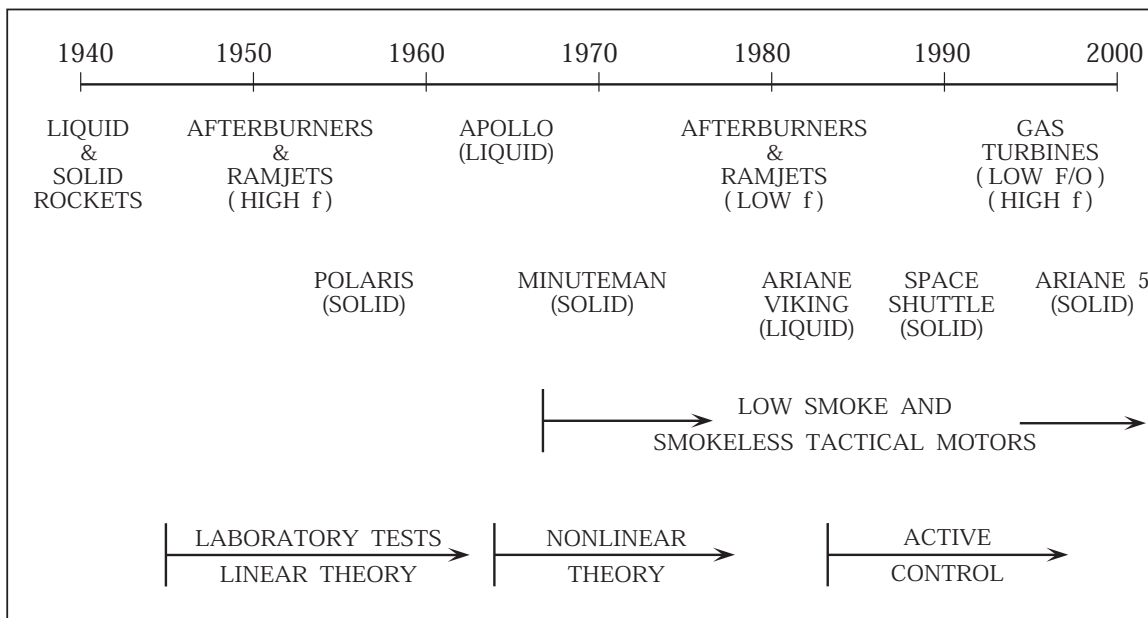 1940 1950 1960 1970 1980 1990 2000
LIQUID
&
SOLID
ROCKETS
AFTERBURNERS
&
RAMJETS
( HIGH f )
APOLLO
(LIQUID)
AFTERBURNERS
&
RAMJETS
( LOW f )
GAS
TURBINES
( LOW F/O )
( HIGH f )
POLARIS
(SOLID)
MINUTEMAN
(SOLID)
ARIANE
VIKING
(LIQUID)
SPACE
SHUTTLE
(SOLID)
ARIANE 5
(SOLID)
LOW SMOKE AND
SMOKELESS TACTICAL MOTORS
LABORATORY TESTS
LINEAR THEORY
NONLINEAR
THEORY
ACTIVE
CONTROL